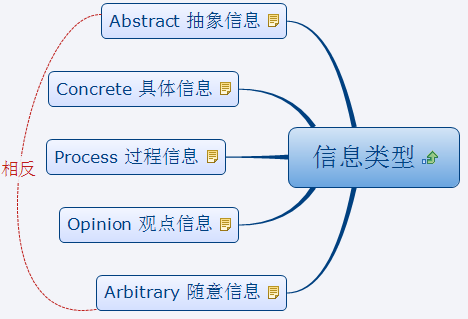 Abstract 抽象信息
Concrete 具体信息
Process 过程信息
信息类型
相反
Opinion 观点信息
Arbitrary 随意信息